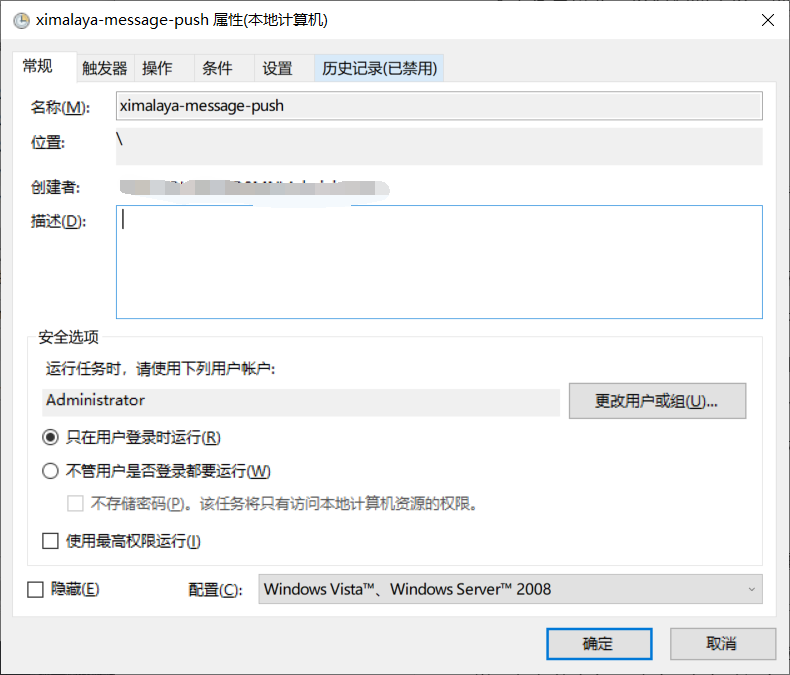 ximalaya-message-push 属性(本地计算机)
常规 触发器 操作 条件 设置 历史记录(已禁用)
名称(M): ximalaya-message-push
位置: \
创建者:
描述(D):
安全选项
运行任务时，请使用下列用户帐户:
Administrator 更改用户或组(U)...
只在用户登录时运行(R)
不管用户是否登录都要运行(W)
不存储密码(P)。该任务将只有访问本地计算机资源的权限。
使用最高权限运行(I)
隐藏(E) 配置(C): Windows Vista™、Windows Server™ 2008
确定 取消